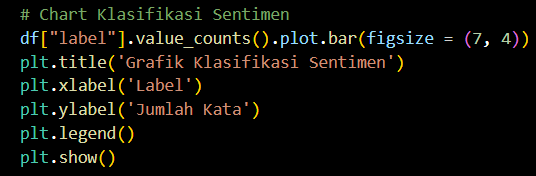 # Chart Klasifikasi Sentimen
df["label"].value_counts().plot.bar(figsize = (7, 4))
plt.title('Grafik Klasifikasi Sentimen')
plt.xlabel('Label')
plt.ylabel('Jumlah Kata')
plt.legend()
plt.show()